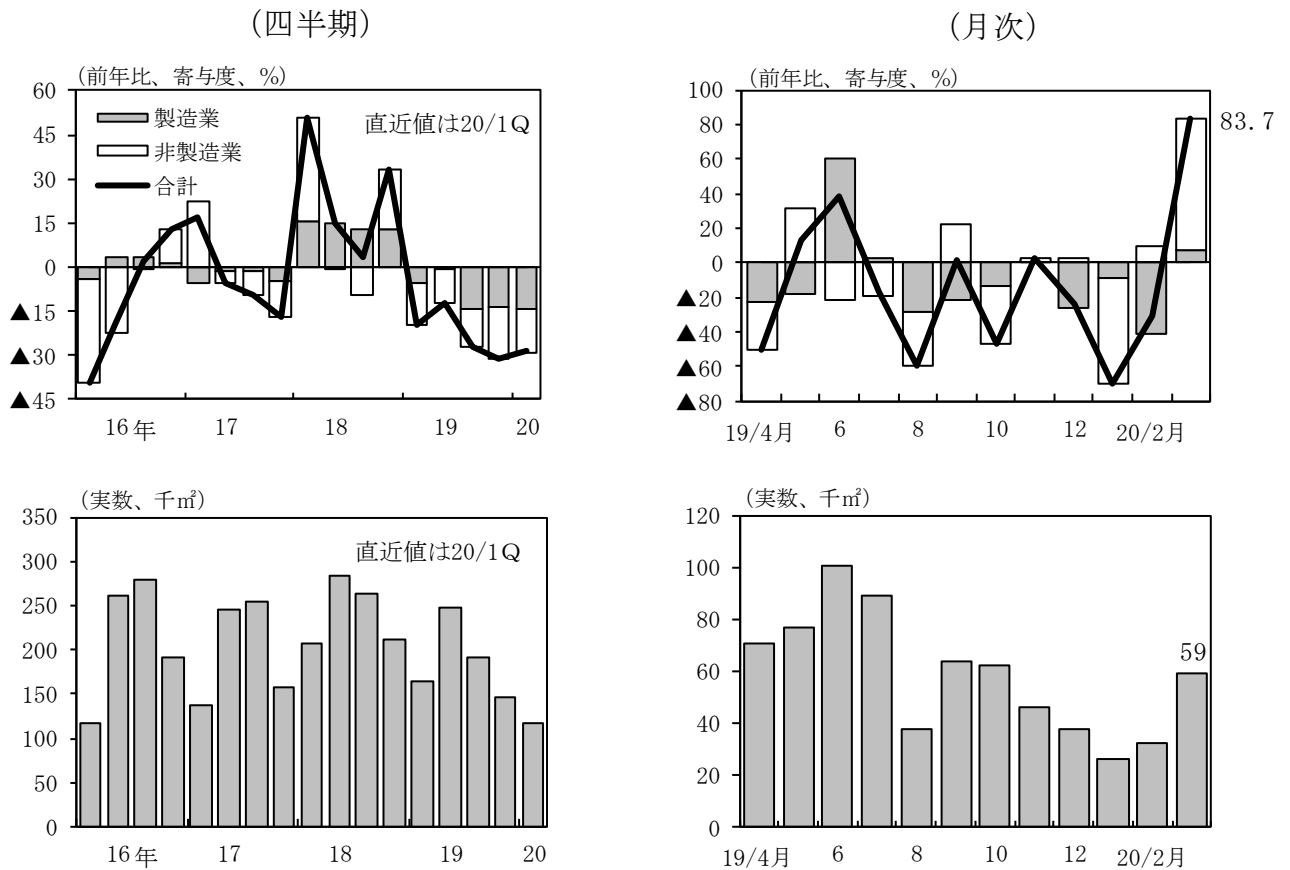 (四半期)
(前年比、寄与度、%)
60
45
30
15
0
▲15
▲30
▲45
製造業
非製造業
合計
直近値は20/1Q
16年 17 18 19 20
(月次)
(前年比、寄与度、%)
100
80
60
40
20
0
▲20
▲40
▲60
▲80
83.7
19/4月 6 8 10 12 20/2月
(実数、千㎡)
350
300
250
200
150
100
50
0
直近値は20/1Q
16年 17 18 19 20
(実数、千㎡)
120
100
80
60
40
20
0
59
19/4月 6 8 10 12 20/2月